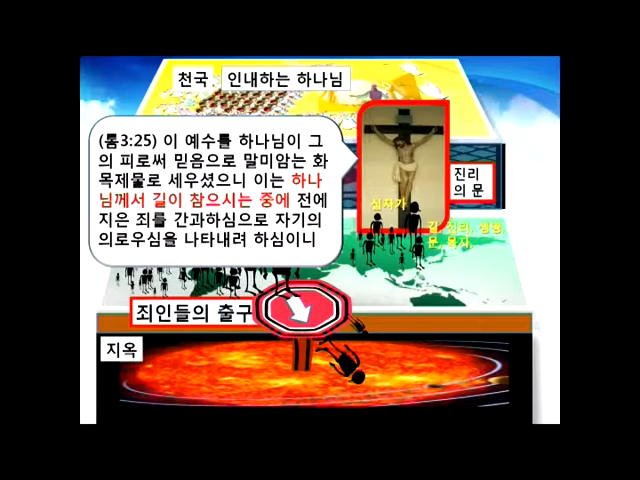 천국
인내하는 하나님
(롬3:25) 이 예수를 하나님이 그
의 피로써 믿음으로 말미암는 화
목제물로 세우셨으니 이는 하나
님께서 길이 참으시는 중에 전에
지은 죄를 간과하심으로 자기의
의로우심을 나타내려 하심이니
진리
의 문
십자가
길, 진리, 생명,
문, 목자,
죄인들의 출구
지옥